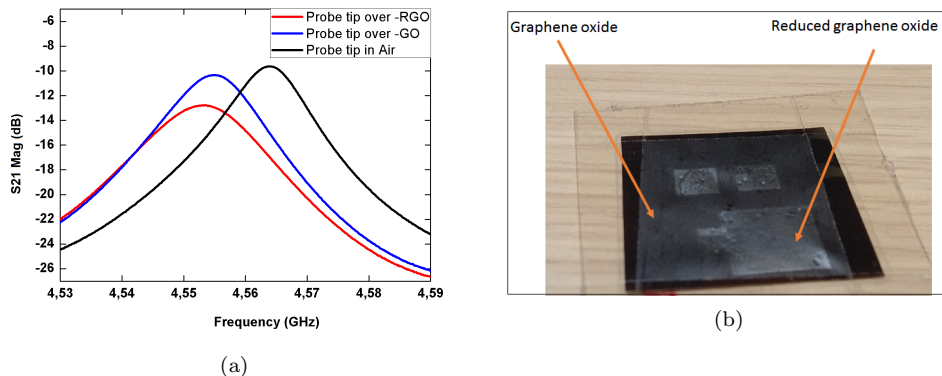 -6
-8
-10
-12
-14
-16
-18
-20
-22
-24
-26
S21 Mag (dB)
Probe tip over -RGO
Probe tip over -GO
Probe tip in Air
4,53 4,54 4,55 4,56 4,57 4,58 4,59
Frequency (GHz)
(a)
Graphene oxide
Reduced graphene oxide
(b)